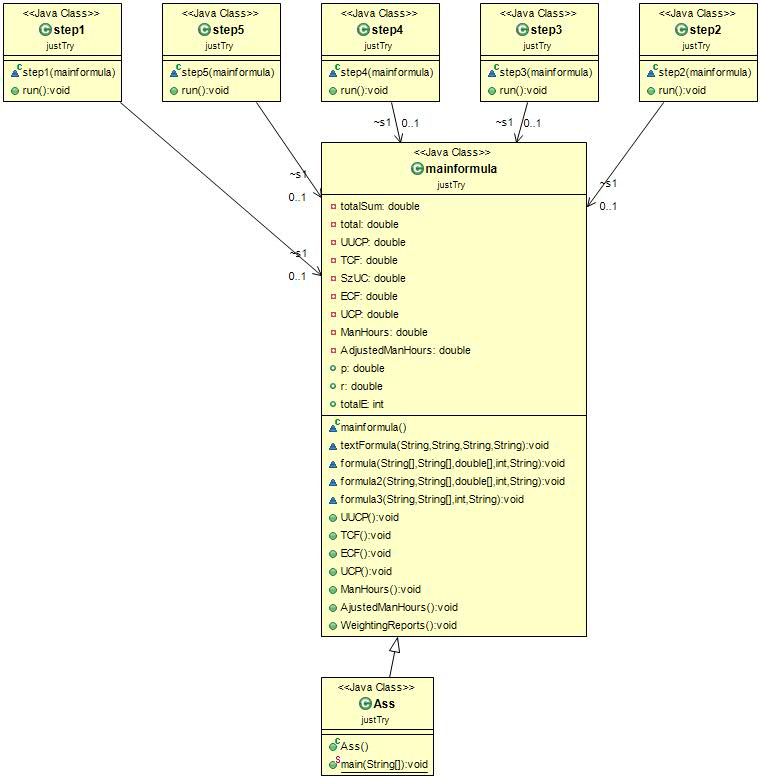 <<Java Class>>
step1
justTry
step1(mainformula)
run():void
<<Java Class>>
step5
justTry
step5(mainformula)
run():void
<<Java Class>>
step4
justTry
step4(mainformula)
run():void
<<Java Class>>
step3
justTry
step3(mainformula)
run():void
<<Java Class>>
step2
justTry
step2(mainformula)
run():void
~s1 0..1
~s1 0..1
~s1
0..1
~s1
0..1
~s1
0..1
<<Java Class>>
mainformula
justTry
totalSum: double
total: double
UUCP: double
TCF: double
SzUC: double
ECF: double
UCP: double
ManHours: double
AdjustedManHours: double
p: double
r: double
totalE: int
mainformula()
textFormula(String,String,String,String):void
formula(String[],String[],double[],int,String):void
formula2(String,String[],double[],int,String):void
formula3(String,String[],int,String):void
UUCP():void
TCF():void
ECF():void
UCP():void
ManHours():void
AjustedManHours():void
WeightingReports():void
<<Java Class>>
Ass
justTry
Ass()
main(String[]):void